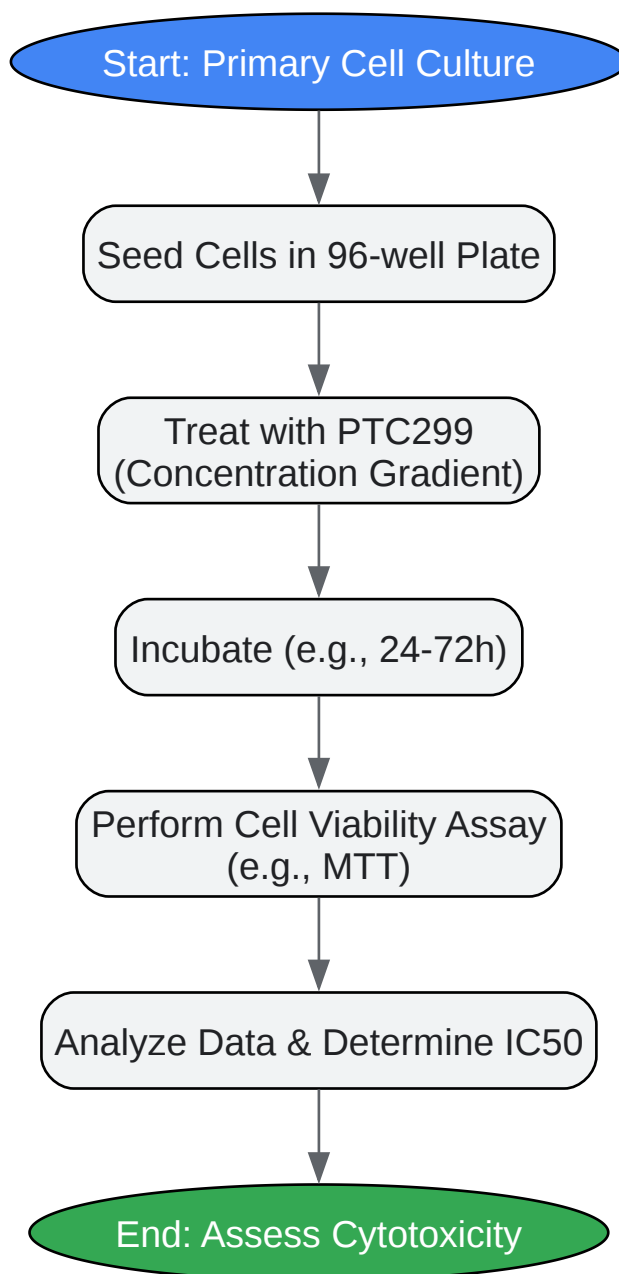 Start: Primary Cell Culture
Seed Cells in 96-well Plate
Treat with PTC299
(Concentration Gradient)
Incubate (e.g., 24-72h)
Perform Cell Viability Assay
(e.g., MTT)
Analyze Data & Determine IC50
End: Assess Cytotoxicity